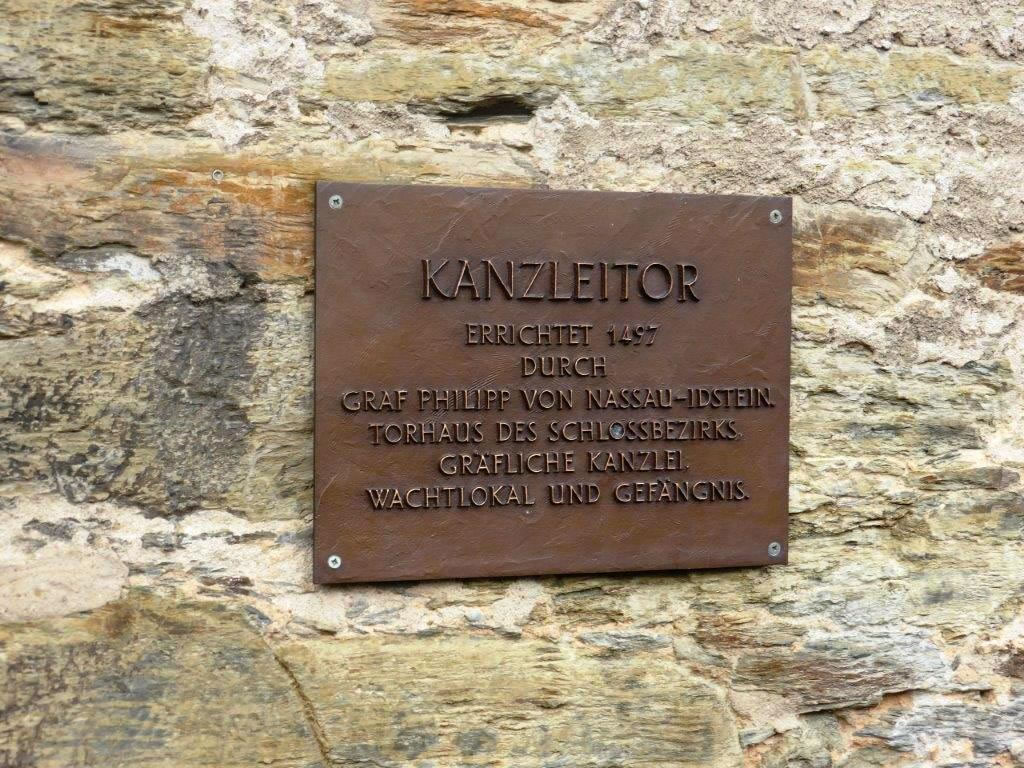 KANZLEITOR
ERRICHTET 1497
DURCH
GRAF PHILIPP VON NASSAU-IDSTEIN.
TORHAUS DES SCHLOSSBEZIRKS.
GRÄFLICHE KANZLEI.
WACHTLOKAL UND GEFÄNGNIS.